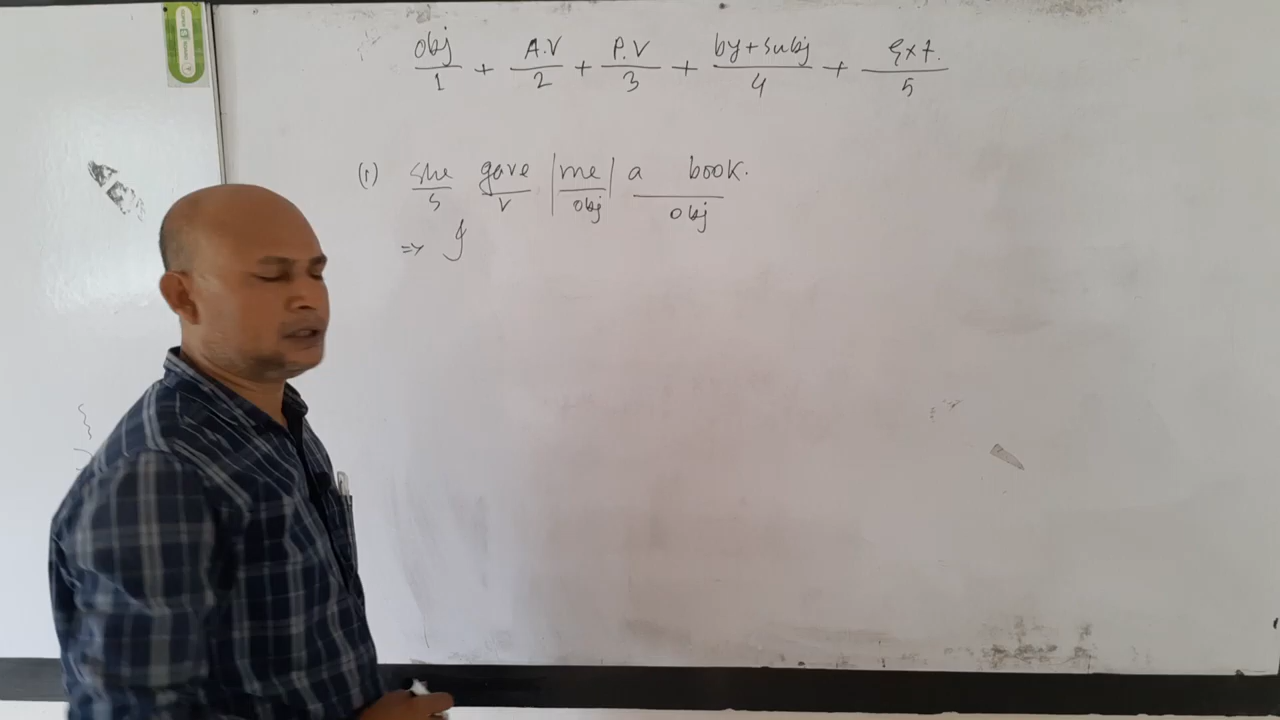 obj + A.V + P.V + by+subj + Ext.
1 2 3 4 5
(1) She gave |me| a book.
S V obj obj
=> I